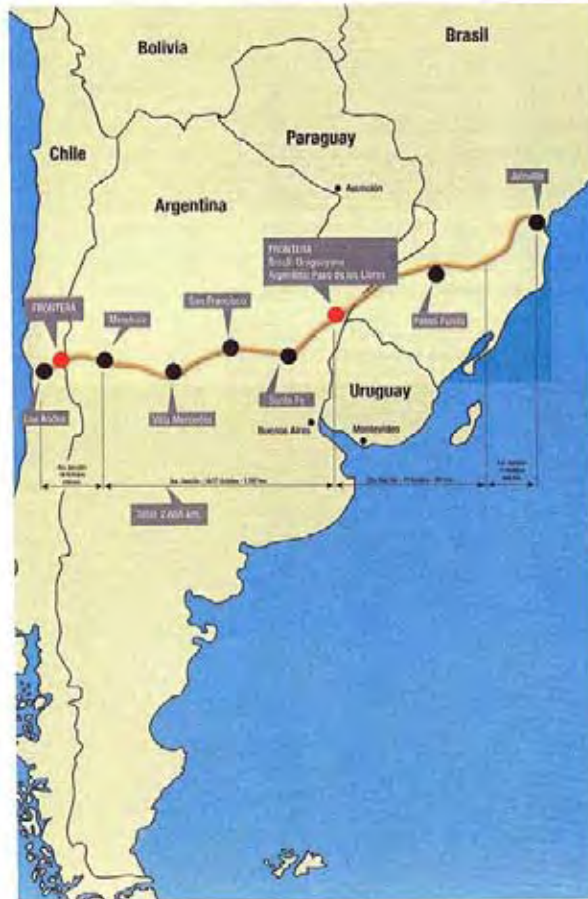 Brasil
Bolivia
Chile
Paraguay
Asunción
Joinville
Argentina
FRONTERA
Brasil: Uruguayana
Argentina: Paso de los Libres
San Francisco
FRONTERA
Mendoza
Passo Fundo
Los Andes
Villa Mercedes
Santa Fe
Uruguay
Buenos Aires
Montevideo